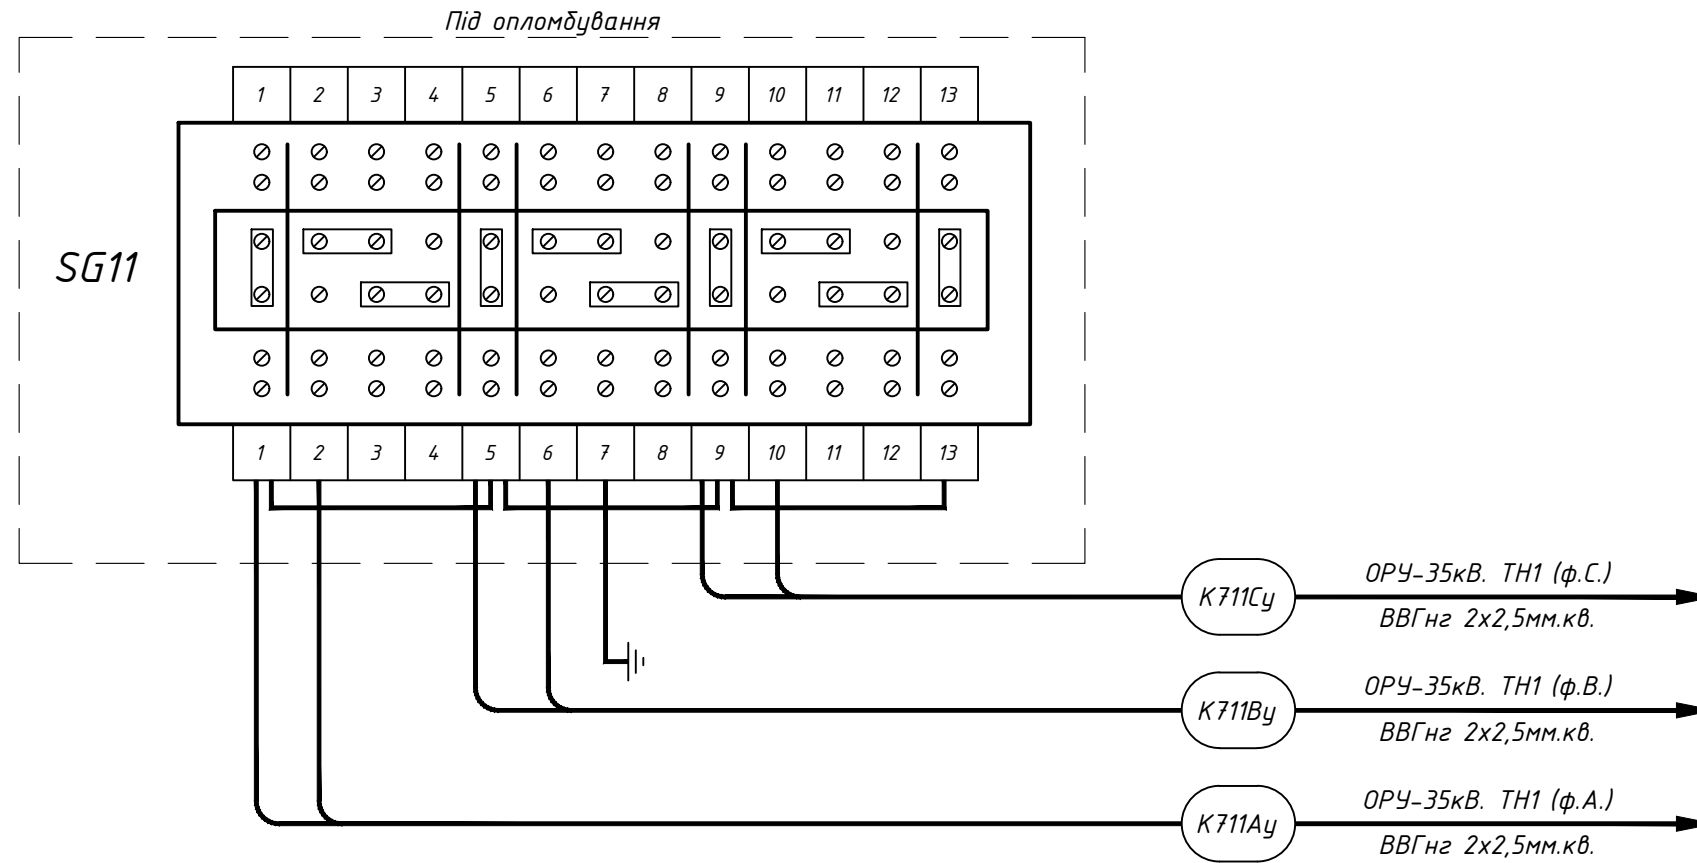 Під опломбування
1 2 3 4 5 6 7 8 9 10 11 12 13
SG11
1 2 3 4 5 6 7 8 9 10 11 12 13
К711Су
ОРУ-35кВ. ТН1 (ф.С.)
ВВГнг 2х2,5мм.кв.
К711Ву
ОРУ-35кВ. ТН1 (ф.В.)
ВВГнг 2х2,5мм.кв.
К711Ау
ОРУ-35кВ. ТН1 (ф.А.)
ВВГнг 2х2,5мм.кв.